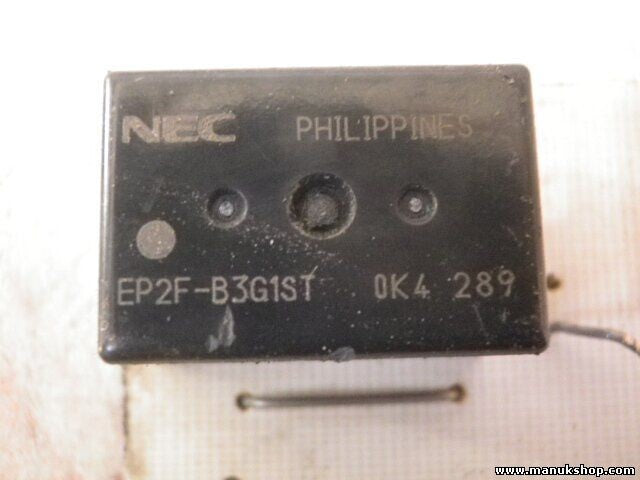 NEC PHILIPPINES
EP2F-B3G1ST 0K4 289
www.manukshop.com